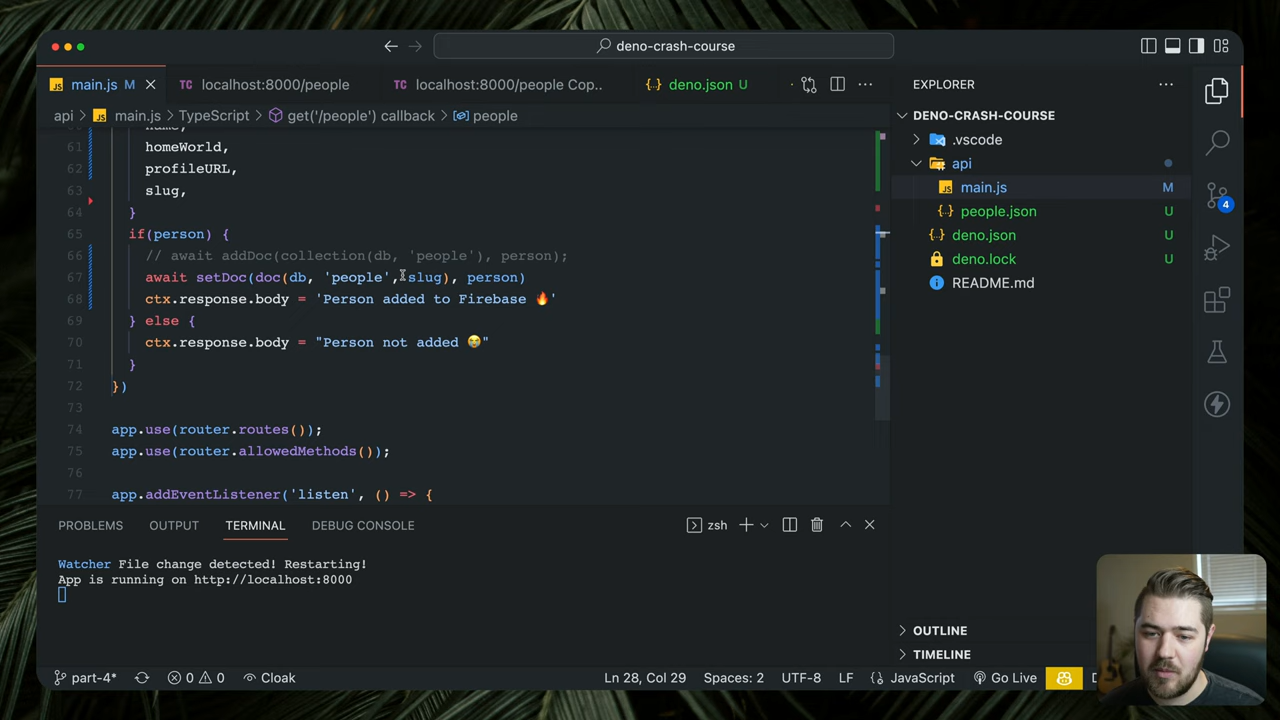 deno-crash-course
main.js M
localhost:8000/people
localhost:8000/people Cop..
deno.json U
api > main.js > TypeScript > get('/people') callback > people
EXPLORER
DENO-CRASH-COURSE
.vscode
api
main.js M
people.json U
deno.json U
deno.lock U
README.md
4
61 homeWorld,
62 profileURL,
63 slug,
64 }
65 if(person) {
66 // await addDoc(collection(db, 'people'), person);
67 await setDoc(doc(db, 'people', slug), person)
68 ctx.response.body = 'Person added to Firebase 🔥'
69 } else {
70 ctx.response.body = "Person not added 😭"
71 }
72 })
73
74 app.use(router.routes());
75 app.use(router.allowedMethods());
76
77 app.addEventListener('listen', () => {
PROBLEMS OUTPUT TERMINAL DEBUG CONSOLE
zsh
Watcher File change detected! Restarting!
App is running on http://localhost:8000
OUTLINE
TIMELINE
part-4* 0 0 Cloak
Ln 28, Col 29 Spaces: 2 UTF-8 LF JavaScript Go Live